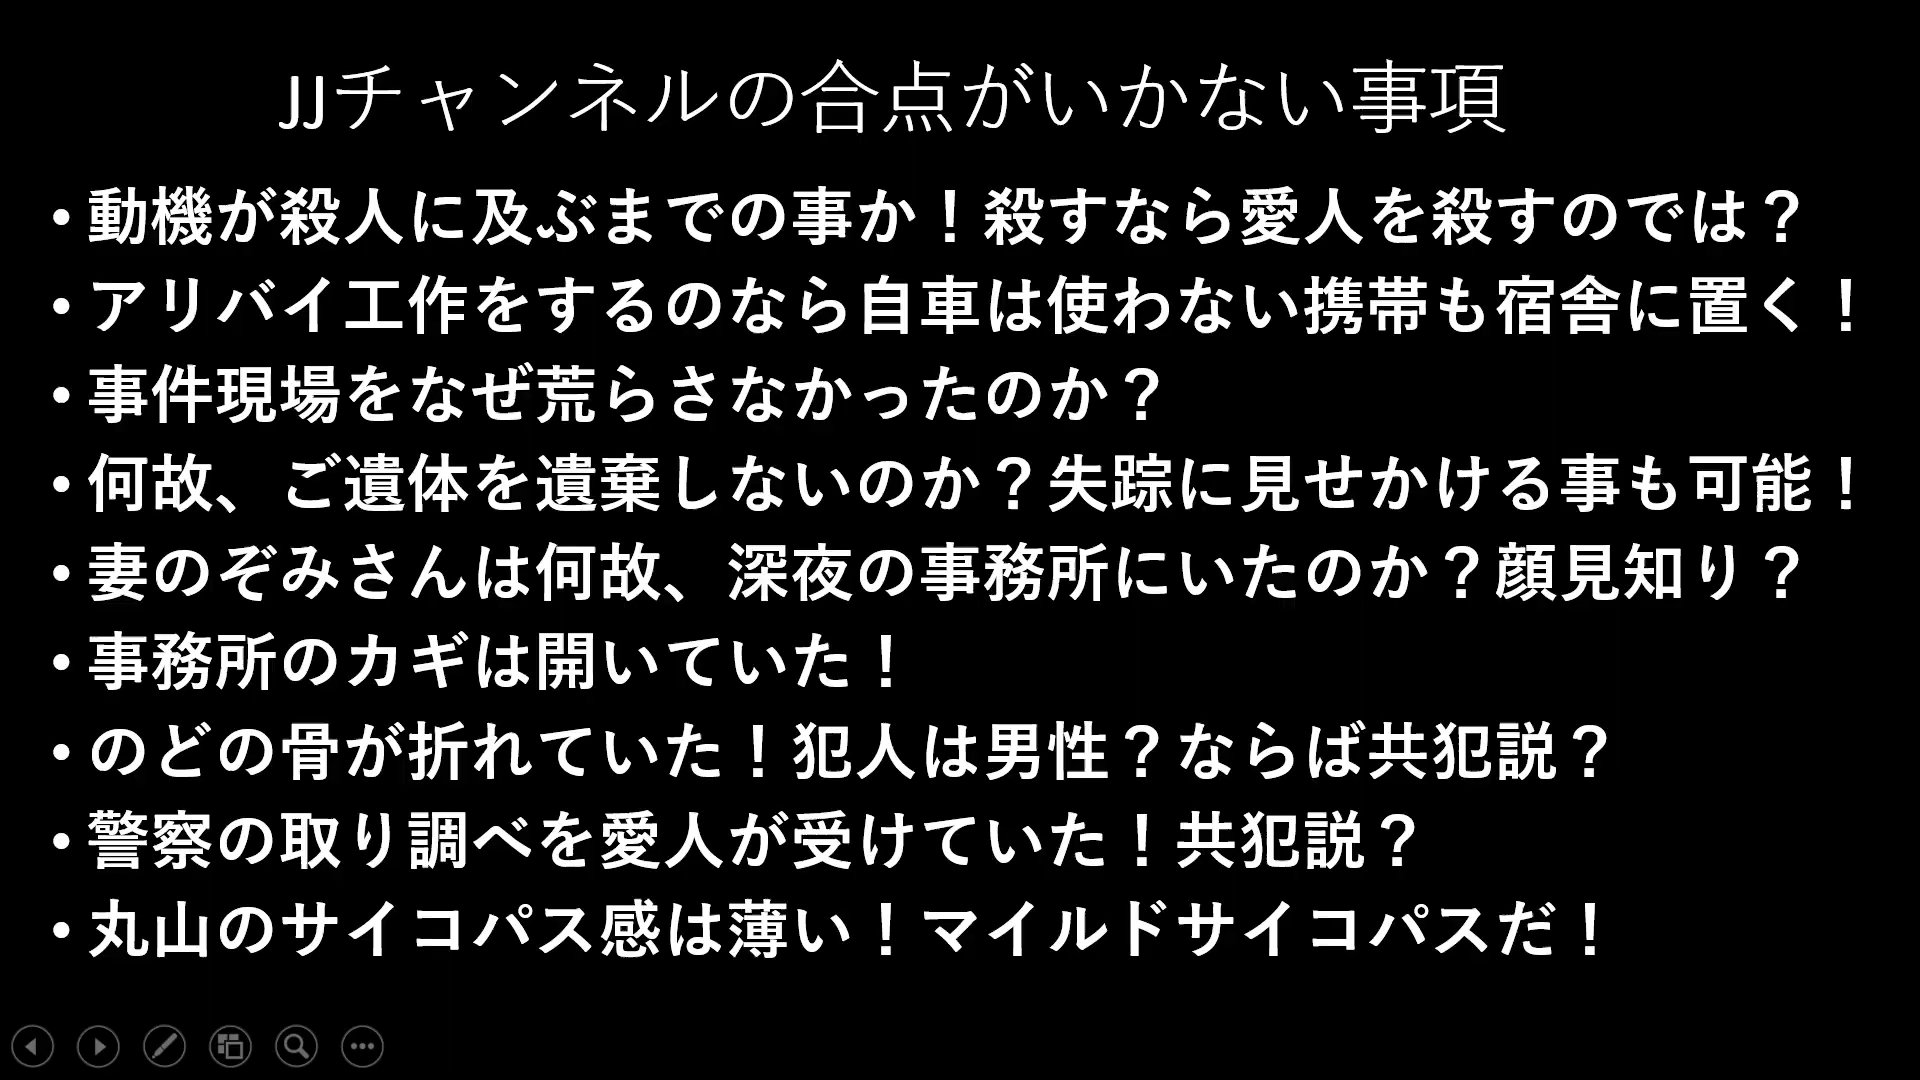 JJチャンネルの合点がいかない事項
• 動機が殺人に及ぶまでの事か！殺すなら愛人を殺すのでは？
• アリバイ工作をするのなら自車は使わない携帯も宿舎に置く！
• 事件現場をなぜ荒らさなかったのか？
• 何故、ご遺体を遺棄しないのか？失踪に見せかける事も可能！
• 妻のぞみさんは何故、深夜の事務所にいたのか？顔見知り？
• 事務所のカギは開いていた！
• のどの骨が折れていた！犯人は男性？ならば共犯説？
• 警察の取り調べを愛人が受けていた！共犯説？
• 丸山のサイコパス感は薄い！マイルドサイコパスだ！